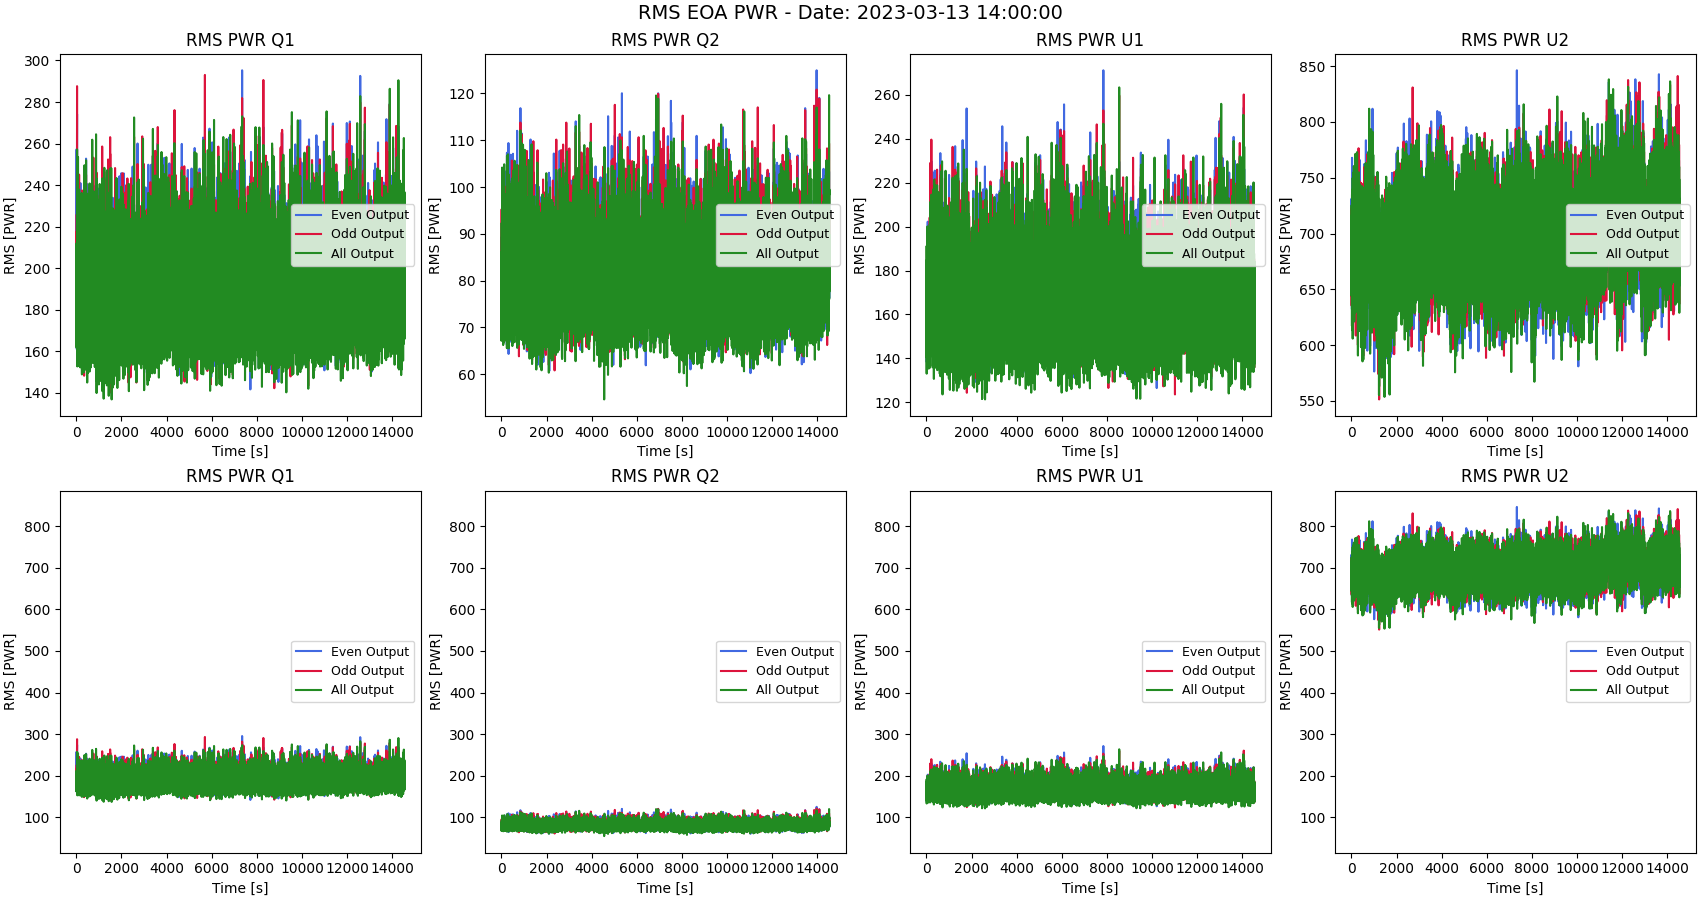 RMS EOA PWR - Date: 2023-03-13 14:00:00
RMS PWR Q1
RMS [PWR]
300
280
260
240
220
200
180
160
140
0 2000 4000 6000 8000 10000 12000 14000
Time [s]
Even Output
Odd Output
All Output
RMS PWR Q2
RMS [PWR]
120
110
100
90
80
70
60
0 2000 4000 6000 8000 10000 12000 14000
Time [s]
Even Output
Odd Output
All Output
RMS PWR U1
RMS [PWR]
260
240
220
200
180
160
140
120
0 2000 4000 6000 8000 10000 12000 14000
Time [s]
Even Output
Odd Output
All Output
RMS PWR U2
RMS [PWR]
850
800
750
700
650
600
550
0 2000 4000 6000 8000 10000 12000 14000
Time [s]
Even Output
Odd Output
All Output
RMS PWR Q1
RMS [PWR]
800
700
600
500
400
300
200
100
0 2000 4000 6000 8000 10000 12000 14000
Time [s]
Even Output
Odd Output
All Output
RMS PWR Q2
RMS [PWR]
800
700
600
500
400
300
200
100
0 2000 4000 6000 8000 10000 12000 14000
Time [s]
Even Output
Odd Output
All Output
RMS PWR U1
RMS [PWR]
800
700
600
500
400
300
200
100
0 2000 4000 6000 8000 10000 12000 14000
Time [s]
Even Output
Odd Output
All Output
RMS PWR U2
RMS [PWR]
800
700
600
500
400
300
200
100
0 2000 4000 6000 8000 10000 12000 14000
Time [s]
Even Output
Odd Output
All Output